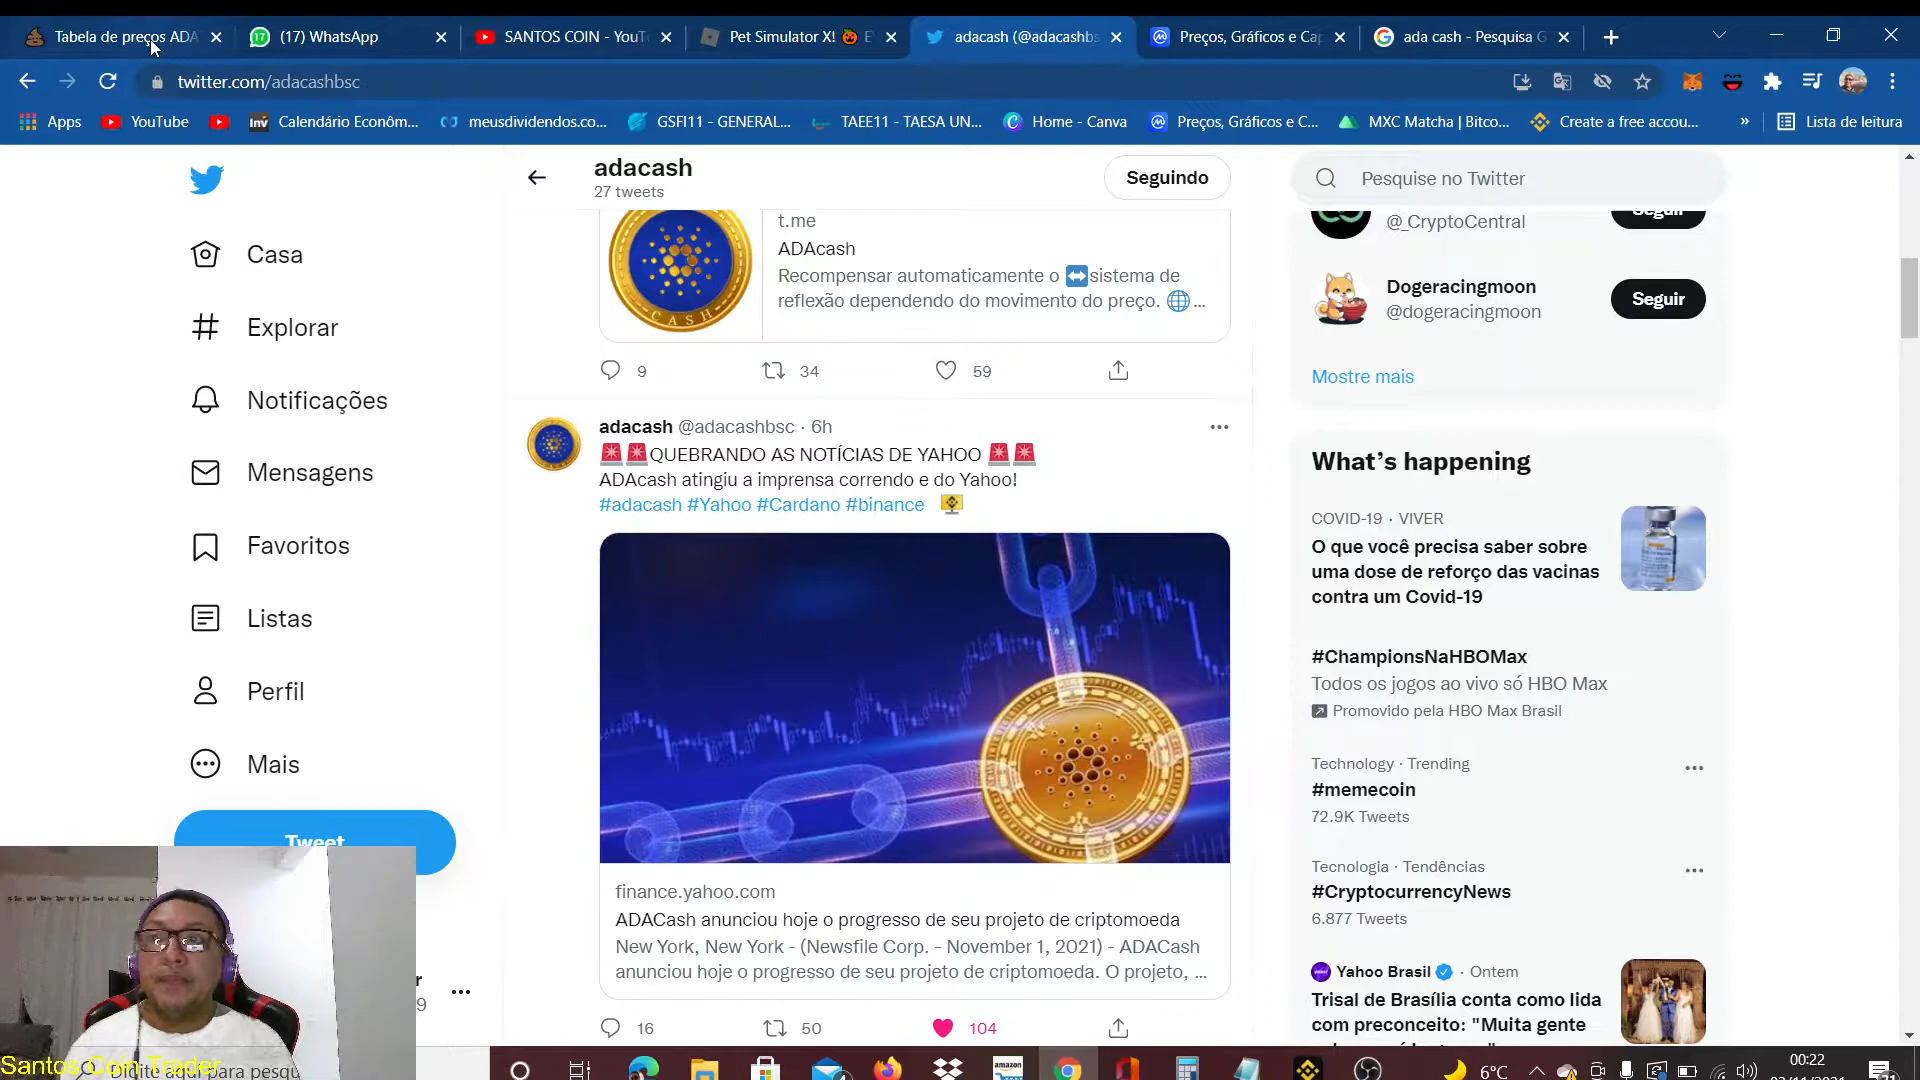 Tabela de preços ADA
(17) WhatsApp
SANTOS COIN - YouT
Pet Simulator X!
adacash (@adacashbs
Preços, Gráficos e Cap
ada cash - Pesquisa G
twitter.com/adacashbsc
Apps
YouTube
Calendário Econôm...
meusdividendos.co...
GSFI11 - GENERAL...
TAEE11 - TAESA UN...
Home - Canva
Preços, Gráficos e C...
MXC Matcha | Bitco...
Create a free accou...
»
Lista de leitura
adacash
27 tweets
Seguindo
Pesquise no Twitter
Casa
Explorar
Notificações
Mensagens
Favoritos
Listas
Perfil
Mais
Tweet
CASH
t.me
ADAcash
Recompensar automaticamente o ↔️sistema de
reflexão dependendo do movimento do preço. 🌐...
9
34
59
adacash @adacashbsc · 6h
🚨🚨QUEBRANDO AS NOTÍCIAS DE YAHOO 🚨🚨
ADAcash atingiu a imprensa correndo e do Yahoo!
#adacash #Yahoo #Cardano #binance
finance.yahoo.com
ADACash anunciou hoje o progresso de seu projeto de criptomoeda
New York, New York - (Newsfile Corp. - November 1, 2021) - ADACash
anunciou hoje o progresso de seu projeto de criptomoeda. O projeto, ...
16
50
104
@_CryptoCentral
Seguir
Dogeracingmoon
@dogeracingmoon
Seguir
Mostre mais
What's happening
COVID-19 · VIVER
O que você precisa saber sobre
uma dose de reforço das vacinas
contra um Covid-19
#ChampionsNaHBOMax
Todos os jogos ao vivo só HBO Max
Promovido pela HBO Max Brasil
Technology · Trending
#memecoin
72.9K Tweets
Tecnologia · Tendências
#CryptocurrencyNews
6.877 Tweets
Yahoo Brasil · Ontem
Trisal de Brasília conta como lida
com preconceito: "Muita gente
Santos Coin Trader
Digite aqui para pesqu
amazon
6°C
00:22